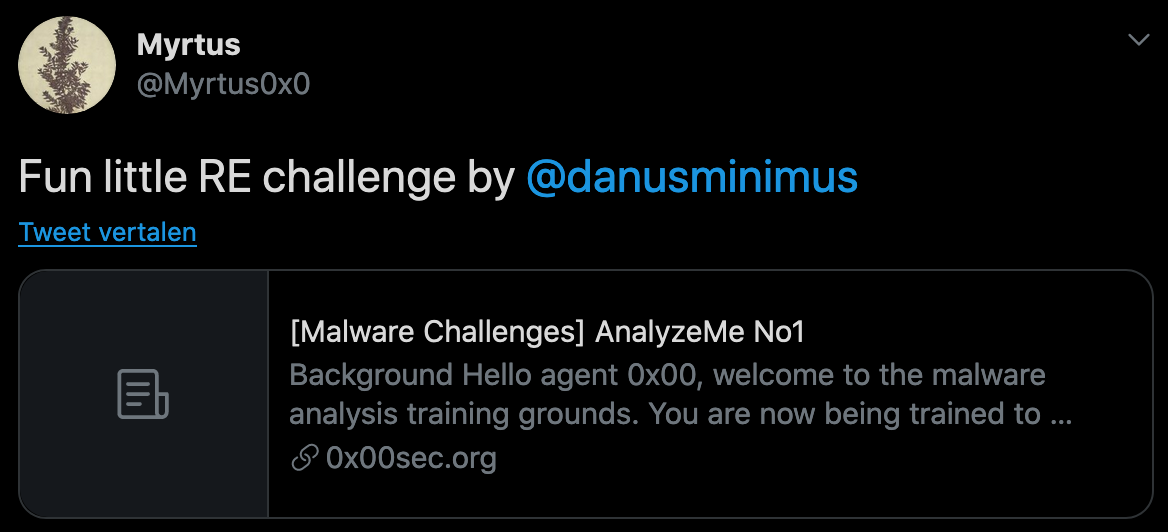 Myrtus
@Myrtus0x0
Fun little RE challenge by @danusminimus
Tweet vertalen
[Malware Challenges] AnalyzeMe No1
Background Hello agent 0x00, welcome to the malware
analysis training grounds. You are now being trained to ...
0x00sec.org